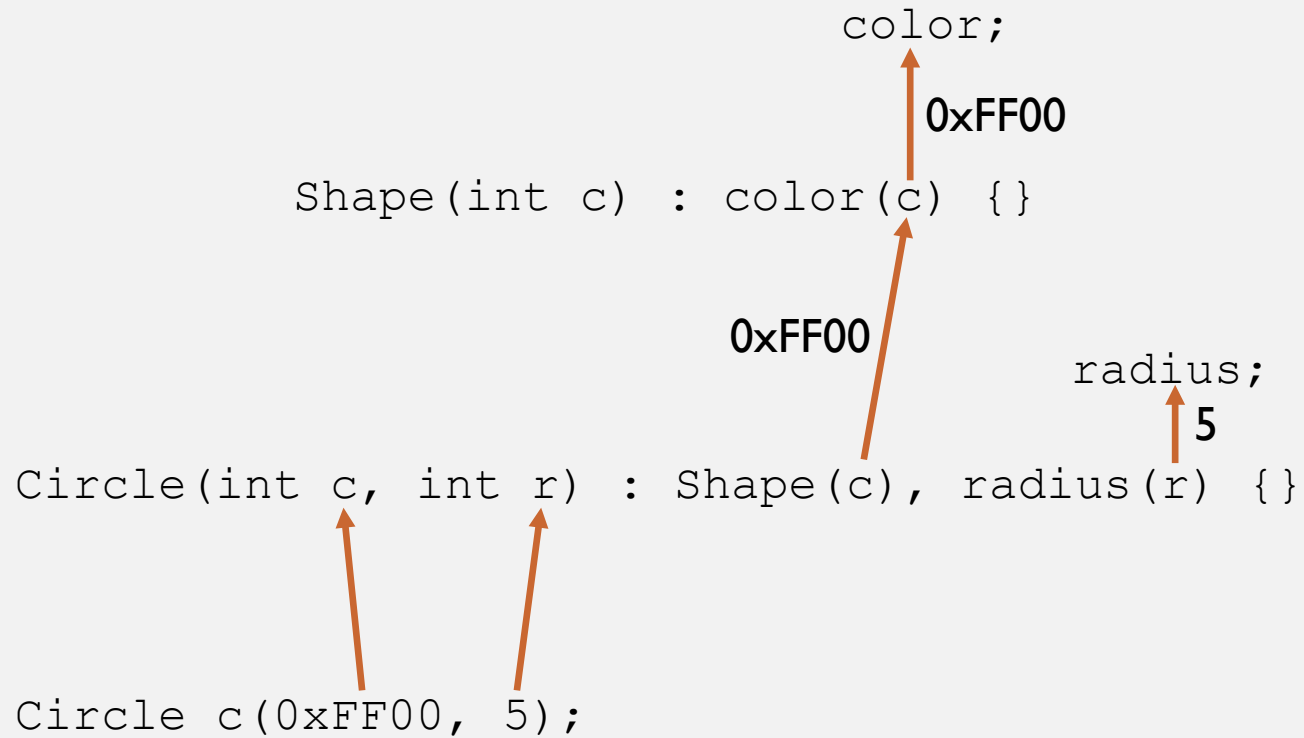 color;
0xFF00
Shape(int c) : color(c) {}
0xFF00
radius;
5
Circle(int c, int r) : Shape(c), radius(r) {}
Circle c(0xFF00, 5);